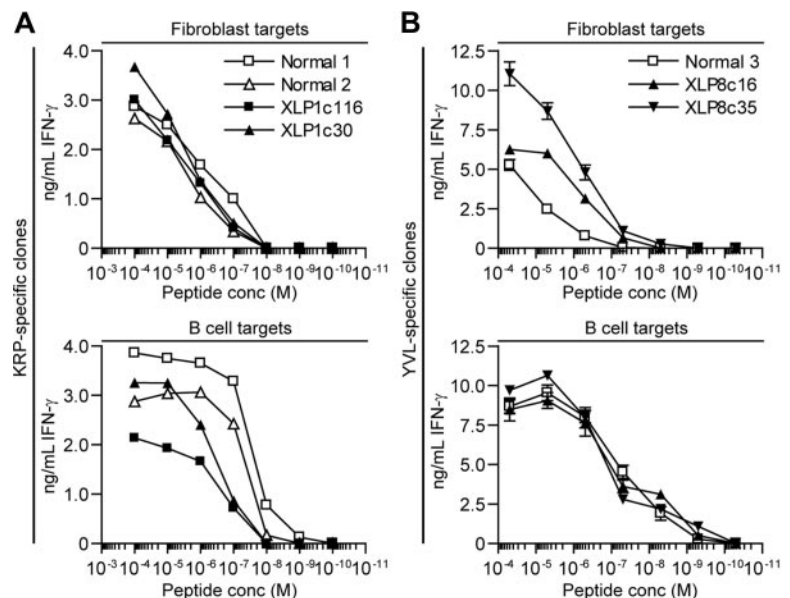 A
Fibroblast targets
KRP-specific clones
ng/mL IFN-γ
4.0
3.0
2.0
1.0
0
Normal 1
Normal 2
XLP1c116
XLP1c30
10⁻³ 10⁻⁴ 10⁻⁵ 10⁻⁶ 10⁻⁷ 10⁻⁸ 10⁻⁹ 10⁻¹⁰ 10⁻¹¹
Peptide conc (M)
B cell targets
ng/mL IFN-γ
4.0
3.0
2.0
1.0
0
10⁻³ 10⁻⁴ 10⁻⁵ 10⁻⁶ 10⁻⁷ 10⁻⁸ 10⁻⁹ 10⁻¹⁰ 10⁻¹¹
Peptide conc (M)
B
Fibroblast targets
YVL-specific clones
ng/mL IFN-γ
12.5
10.0
7.5
5.0
2.5
0
Normal 3
XLP8c16
XLP8c35
10⁻⁴ 10⁻⁵ 10⁻⁶ 10⁻⁷ 10⁻⁸ 10⁻⁹ 10⁻¹⁰ 10⁻¹¹
Peptide conc (M)
B cell targets
ng/mL IFN-γ
12.5
10.0
7.5
5.0
2.5
0
10⁻⁴ 10⁻⁵ 10⁻⁶ 10⁻⁷ 10⁻⁸ 10⁻⁹ 10⁻¹⁰ 10⁻¹¹
Peptide conc (M)